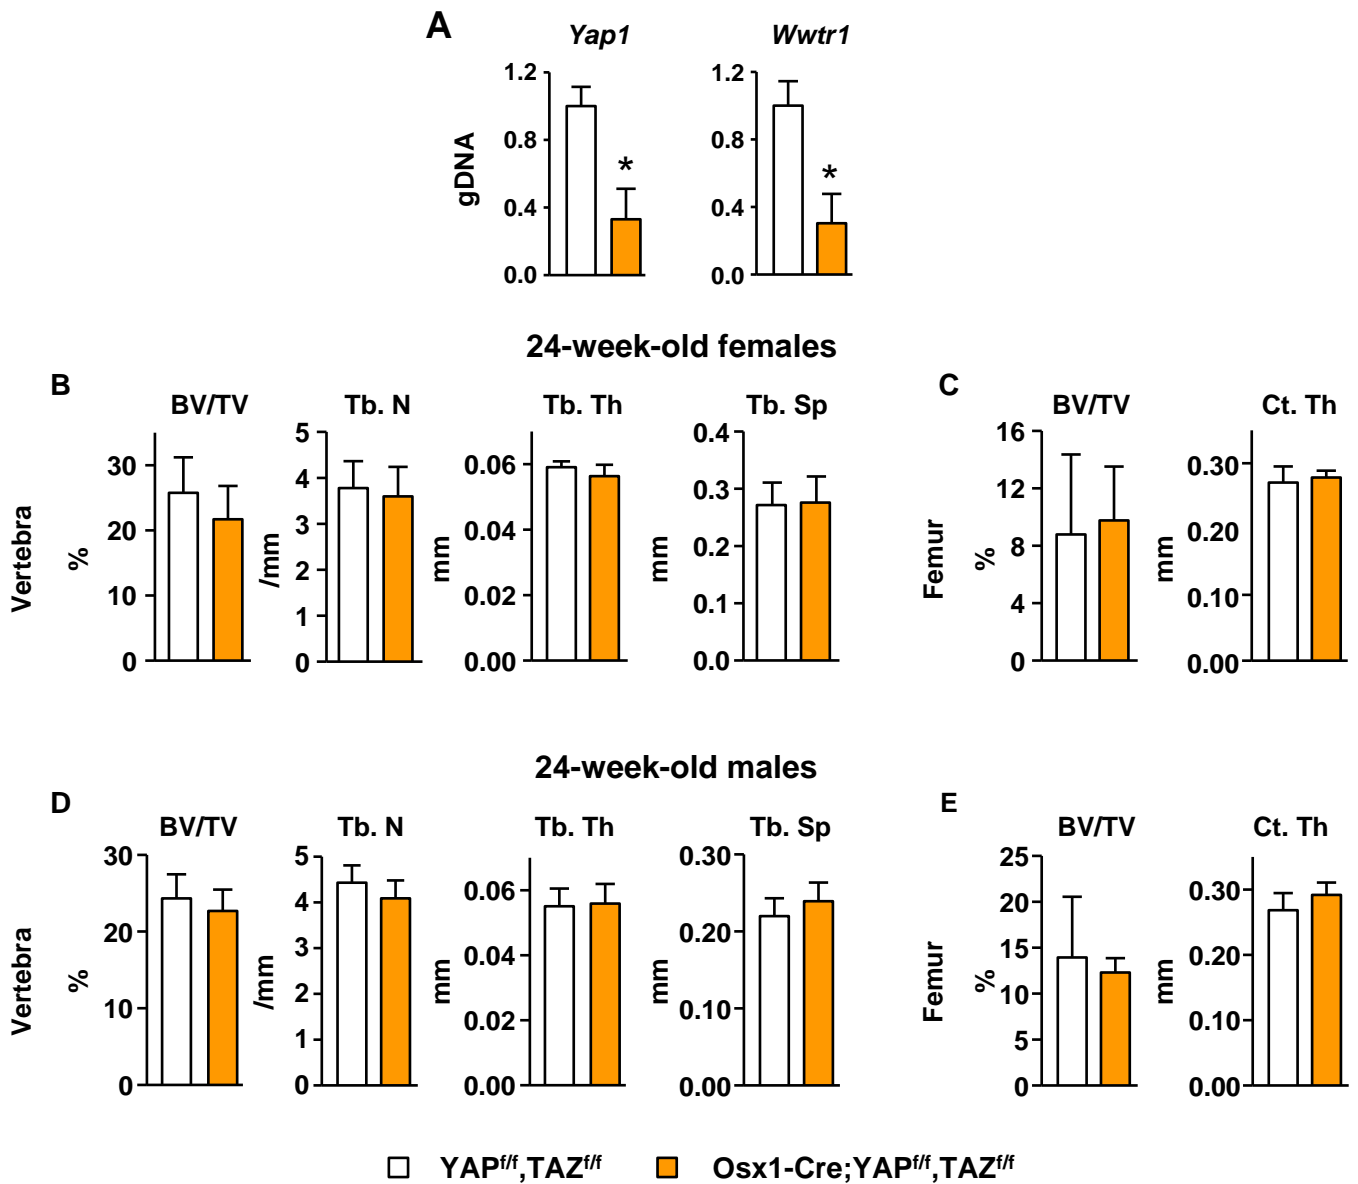 A
Yap1
Wwtr1
gDNA
1.2
0.8
0.4
0.0
*
1.2
0.8
0.4
0.0
*
24-week-old females
B
Vertebra
BV/TV
%
30
20
10
0
Tb. N
/mm
5
4
3
2
1
0
Tb. Th
mm
0.06
0.04
0.02
0.00
Tb. Sp
mm
0.4
0.3
0.2
0.1
0.0
C
Femur
BV/TV
%
16
12
8
4
0
Ct. Th
mm
0.30
0.20
0.10
0.00
24-week-old males
D
Vertebra
BV/TV
%
30
20
10
0
Tb. N
/mm
5
4
3
2
1
0
Tb. Th
mm
0.06
0.04
0.02
0.00
Tb. Sp
mm
0.30
0.20
0.10
0.00
E
Femur
BV/TV
%
25
20
15
10
5
0
Ct. Th
mm
0.30
0.20
0.10
0.00
YAPf/f,TAZf/f
Osx1-Cre;YAPf/f,TAZf/f